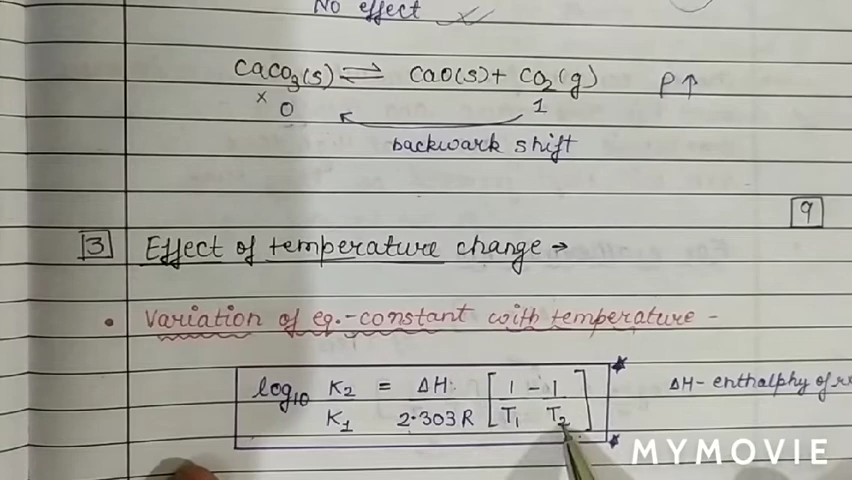 No effect
CaCO₃(s) ⇌ CaO(s) + CO₂(g) P↑
x 0 1
backwark shift
9
3 Effect of temperature change →
• Variation of eq.-constant with temperature -
log₁₀ K₂/K₁ = ΔH/2.303R [1/T₁ - 1/T₂] ΔH- enthalphy of
MYMOVIE